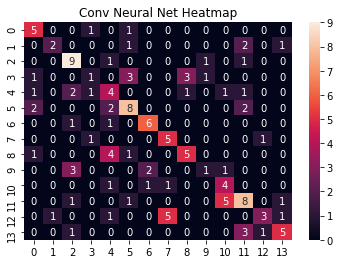 Conv Neural Net Heatmap
0 5 0 0 1 0 1 0 0 0 0 0 0 0 0
1 0 2 0 0 0 1 0 0 0 0 0 2 0 1
2 0 0 9 0 1 0 0 0 0 1 0 1 0 0
3 1 0 0 0 1 3 0 0 3 1 0 0 0 0
4 1 0 2 1 4 0 0 0 1 0 1 1 0 0
5 2 0 0 0 2 8 0 0 0 0 0 2 0 0
6 0 0 1 0 1 0 6 0 0 0 0 0 0 0
7 0 0 0 1 0 0 0 5 0 0 0 0 1 0
8 1 0 0 0 4 1 0 0 5 0 0 0 0 0
9 0 0 3 0 0 0 2 0 0 1 1 0 0 0
10 0 0 0 0 1 0 1 1 0 0 4 0 0 0
11 0 0 1 0 0 1 0 0 0 0 5 8 0 1
12 0 1 0 0 1 0 0 5 0 0 0 0 3 1
13 0 0 1 0 0 0 0 0 0 0 0 3 1 5
0 1 2 3 4 5 6 7 8 9 10 11 12 13
9
8
7
6
5
4
3
2
1
0